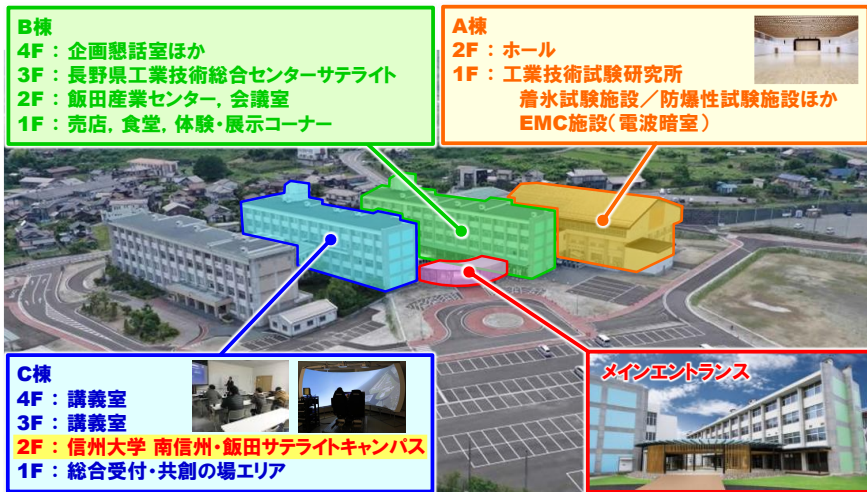 B棟
4F : 企画懇話室ほか
3F : 長野県工業技術総合センターサテライト
2F : 飯田産業センター, 会議室
1F : 売店, 食堂, 体験・展示コーナー
A棟
2F : ホール
1F : 工業技術試験研究所
着氷試験施設／防爆性試験施設ほか
EMC施設（電波暗室）
C棟
4F : 講義室
3F : 講義室
2F : 信州大学 南信州・飯田サテライトキャンパス
1F : 総合受付・共創の場エリア
メインエントランス